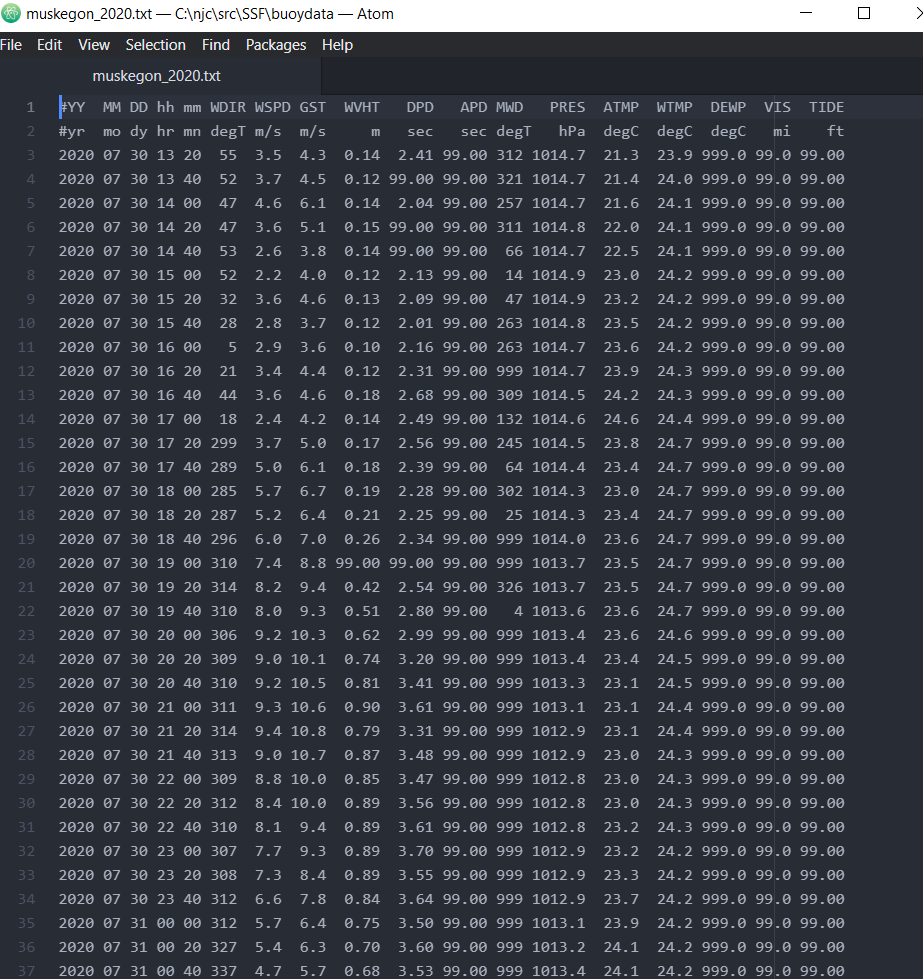 muskegon_2020.txt — C:\njc\src\SSF\buoydata — Atom
File Edit View Selection Find Packages Help
muskegon_2020.txt
1 #YY MM DD hh mm WDIR WSPD GST WVHT DPD APD MWD PRES ATMP WTMP DEWP VIS TIDE
2 #yr mo dy hr mn degT m/s m/s m sec sec degT hPa degC degC degC mi ft
3 2020 07 30 13 20 55 3.5 4.3 0.14 2.41 99.00 312 1014.7 21.3 23.9 999.0 99.0 99.00
4 2020 07 30 13 40 52 3.7 4.5 0.12 99.00 99.00 321 1014.7 21.4 24.0 999.0 99.0 99.00
5 2020 07 30 14 00 47 4.6 6.1 0.14 2.04 99.00 257 1014.7 21.6 24.1 999.0 99.0 99.00
6 2020 07 30 14 20 47 3.6 5.1 0.15 99.00 99.00 311 1014.8 22.0 24.1 999.0 99.0 99.00
7 2020 07 30 14 40 53 2.6 3.8 0.14 99.00 99.00 66 1014.7 22.5 24.1 999.0 99.0 99.00
8 2020 07 30 15 00 52 2.2 4.0 0.12 2.13 99.00 14 1014.9 23.0 24.2 999.0 99.0 99.00
9 2020 07 30 15 20 32 3.6 4.6 0.13 2.09 99.00 47 1014.9 23.2 24.2 999.0 99.0 99.00
10 2020 07 30 15 40 28 2.8 3.7 0.12 2.01 99.00 263 1014.8 23.5 24.2 999.0 99.0 99.00
11 2020 07 30 16 00 5 2.9 3.6 0.10 2.16 99.00 263 1014.7 23.6 24.2 999.0 99.0 99.00
12 2020 07 30 16 20 21 3.4 4.4 0.12 2.31 99.00 999 1014.7 23.9 24.3 999.0 99.0 99.00
13 2020 07 30 16 40 44 3.6 4.6 0.18 2.68 99.00 309 1014.5 24.2 24.3 999.0 99.0 99.00
14 2020 07 30 17 00 18 2.4 4.2 0.14 2.49 99.00 132 1014.6 24.6 24.4 999.0 99.0 99.00
15 2020 07 30 17 20 299 3.7 5.0 0.17 2.56 99.00 245 1014.5 23.8 24.7 999.0 99.0 99.00
16 2020 07 30 17 40 289 5.0 6.1 0.18 2.39 99.00 64 1014.4 23.4 24.7 999.0 99.0 99.00
17 2020 07 30 18 00 285 5.7 6.7 0.19 2.28 99.00 302 1014.3 23.0 24.7 999.0 99.0 99.00
18 2020 07 30 18 20 287 5.2 6.4 0.21 2.25 99.00 25 1014.3 23.4 24.7 999.0 99.0 99.00
19 2020 07 30 18 40 296 6.0 7.0 0.26 2.34 99.00 999 1014.0 23.6 24.7 999.0 99.0 99.00
20 2020 07 30 19 00 310 7.4 8.8 99.00 99.00 99.00 999 1013.7 23.5 24.7 999.0 99.0 99.00
21 2020 07 30 19 20 314 8.2 9.4 0.42 2.54 99.00 326 1013.7 23.5 24.7 999.0 99.0 99.00
22 2020 07 30 19 40 310 8.0 9.3 0.51 2.80 99.00 4 1013.6 23.6 24.7 999.0 99.0 99.00
23 2020 07 30 20 00 306 9.2 10.3 0.62 2.99 99.00 999 1013.4 23.6 24.6 999.0 99.0 99.00
24 2020 07 30 20 20 309 9.0 10.1 0.74 3.20 99.00 999 1013.4 23.4 24.5 999.0 99.0 99.00
25 2020 07 30 20 40 310 9.2 10.5 0.81 3.41 99.00 999 1013.3 23.1 24.5 999.0 99.0 99.00
26 2020 07 30 21 00 311 9.3 10.6 0.90 3.61 99.00 999 1013.1 23.1 24.4 999.0 99.0 99.00
27 2020 07 30 21 20 314 9.4 10.8 0.79 3.31 99.00 999 1012.9 23.1 24.4 999.0 99.0 99.00
28 2020 07 30 21 40 313 9.0 10.7 0.87 3.48 99.00 999 1012.9 23.0 24.3 999.0 99.0 99.00
29 2020 07 30 22 00 309 8.8 10.0 0.85 3.47 99.00 999 1012.8 23.0 24.3 999.0 99.0 99.00
30 2020 07 30 22 20 312 8.4 10.0 0.89 3.56 99.00 999 1012.8 23.0 24.3 999.0 99.0 99.00
31 2020 07 30 22 40 310 8.1 9.4 0.89 3.61 99.00 999 1012.8 23.2 24.3 999.0 99.0 99.00
32 2020 07 30 23 00 307 7.7 9.3 0.89 3.70 99.00 999 1012.9 23.2 24.2 999.0 99.0 99.00
33 2020 07 30 23 20 308 7.3 8.4 0.89 3.55 99.00 999 1012.9 23.3 24.2 999.0 99.0 99.00
34 2020 07 30 23 40 312 6.6 7.8 0.84 3.64 99.00 999 1012.9 23.7 24.2 999.0 99.0 99.00
35 2020 07 31 00 00 312 5.7 6.4 0.75 3.50 99.00 999 1013.1 23.9 24.2 999.0 99.0 99.00
36 2020 07 31 00 20 327 5.4 6.3 0.70 3.60 99.00 999 1013.2 24.1 24.2 999.0 99.0 99.00
37 2020 07 31 00 40 337 4.7 5.7 0.68 3.53 99.00 999 1013.4 24.1 24.2 999.0 99.0 99.00